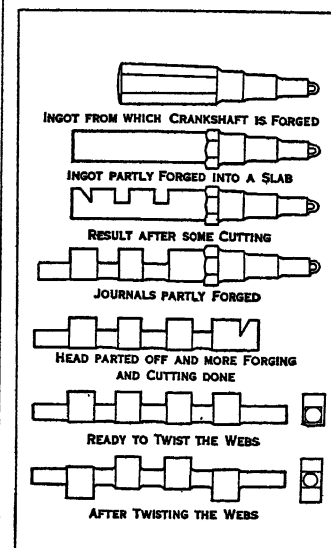 INGOT FROM WHICH CRANKSHAFT IS FORGED
INGOT PARTLY FORGED INTO A SLAB
RESULT AFTER SOME CUTTING
JOURNALS PARTLY FORGED
HEAD PARTED OFF AND MORE FORGING
AND CUTTING DONE
READY TO TWIST THE WEBS
AFTER TWISTING THE WEBS